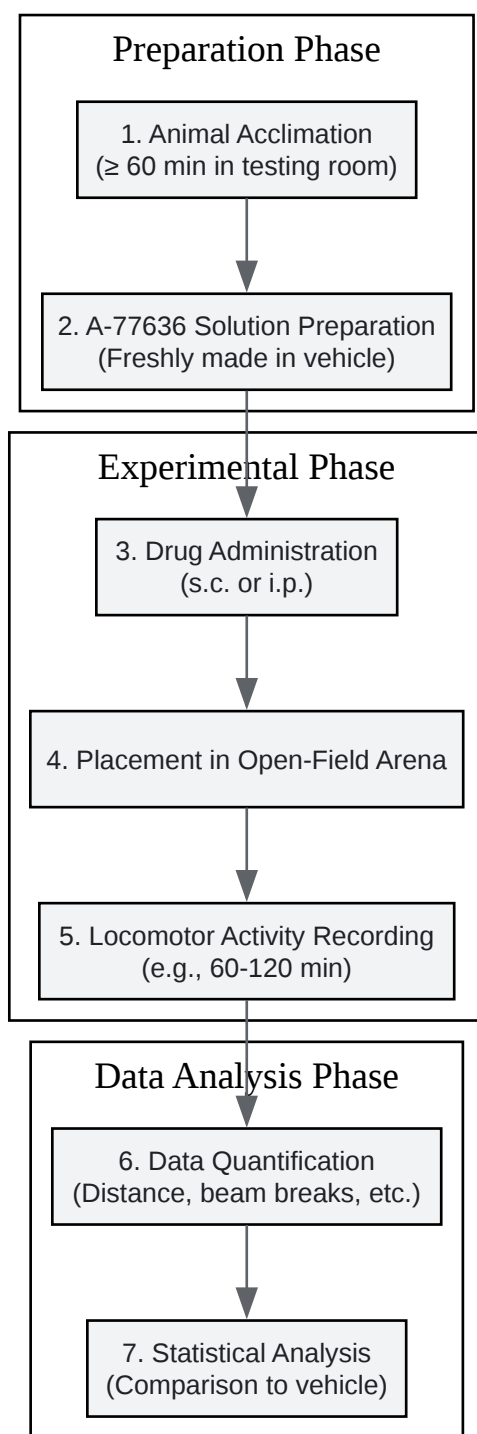 Preparation Phase
1. Animal Acclimation
(≥ 60 min in testing room)
2. A-77636 Solution Preparation
(Freshly made in vehicle)
Experimental Phase
3. Drug Administration
(s.c. or i.p.)
4. Placement in Open-Field Arena
5. Locomotor Activity Recording
(e.g., 60-120 min)
Data Analysis Phase
6. Data Quantification
(Distance, beam breaks, etc.)
7. Statistical Analysis
(Comparison to vehicle)